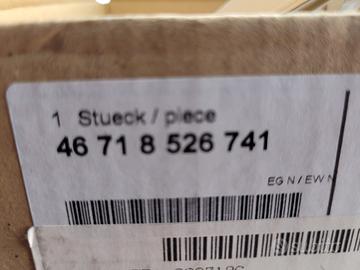 1 Stueck / piece
46 71 8 526 741
EG N / EW N